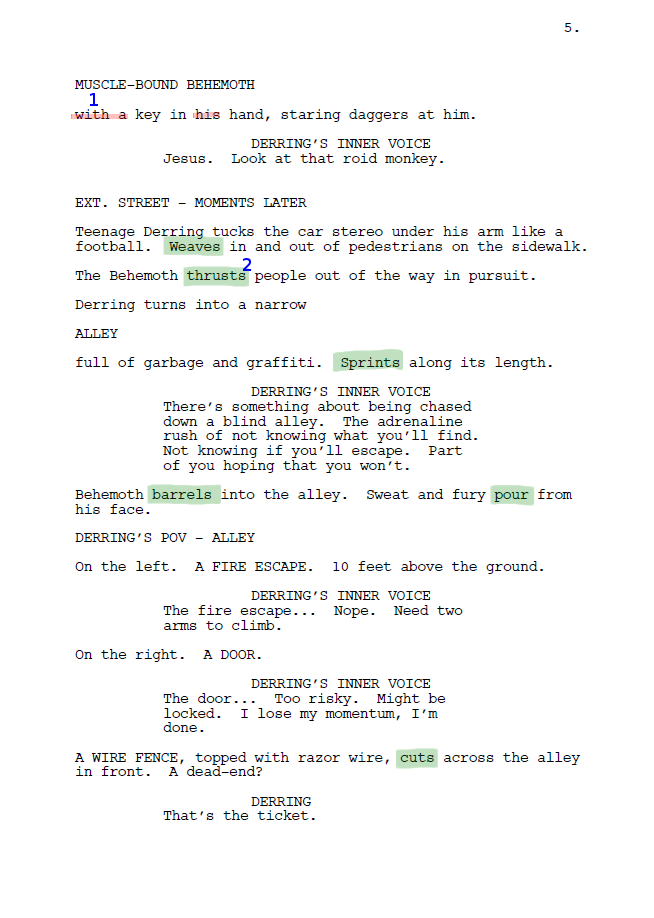 5.
MUSCLE-BOUND BEHEMOTH
1
with a key in his hand, staring daggers at him.
DERRING'S INNER VOICE
Jesus. Look at that roid monkey.
EXT. STREET - MOMENTS LATER
Teenage Derring tucks the car stereo under his arm like a
football. Weaves in and out of pedestrians on the sidewalk.
2
The Behemoth thrusts people out of the way in pursuit.
Derring turns into a narrow
ALLEY
full of garbage and graffiti. Sprints along its length.
DERRING'S INNER VOICE
There's something about being chased
down a blind alley. The adrenaline
rush of not knowing what you'll find.
Not knowing if you'll escape. Part
of you hoping that you won't.
Behemoth barrels into the alley. Sweat and fury pour from
his face.
DERRING'S POV - ALLEY
On the left. A FIRE ESCAPE. 10 feet above the ground.
DERRING'S INNER VOICE
The fire escape... Nope. Need two
arms to climb.
On the right. A DOOR.
DERRING'S INNER VOICE
The door... Too risky. Might be
locked. I lose my momentum, I'm
done.
A WIRE FENCE, topped with razor wire, cuts across the alley
in front. A dead-end?
DERRING
That's the ticket.